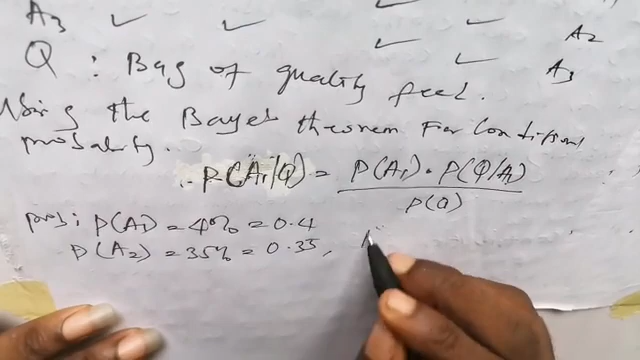 A3 ✓ ✓ ✓
✓ A2
Q : Bag of quality feed. ✓ A3
Using the Bayes theorem For Conditional
probability.
∴ P(A1/Q) = P(A1) . P(Q/A1)
P(Q)
P(A1) = 40% = 0.4
P(A2) = 35% = 0.35,